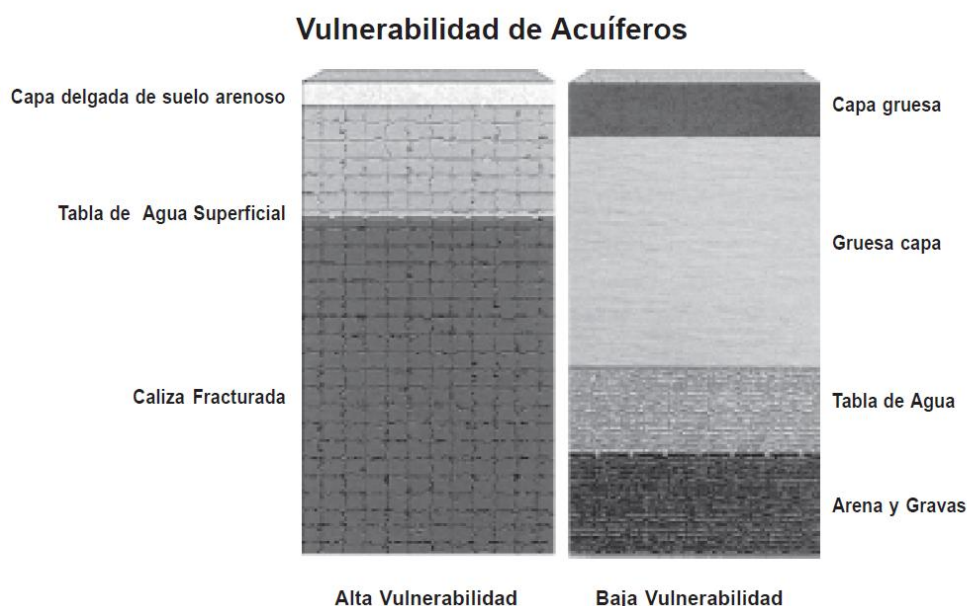 Vulnerabilidad de Acuíferos
Capa delgada de suelo arenoso
Tabla de Agua Superficial
Caliza Fracturada
Capa gruesa
Gruesa capa
Tabla de Agua
Arena y Gravas
Alta Vulnerabilidad
Baja Vulnerabilidad